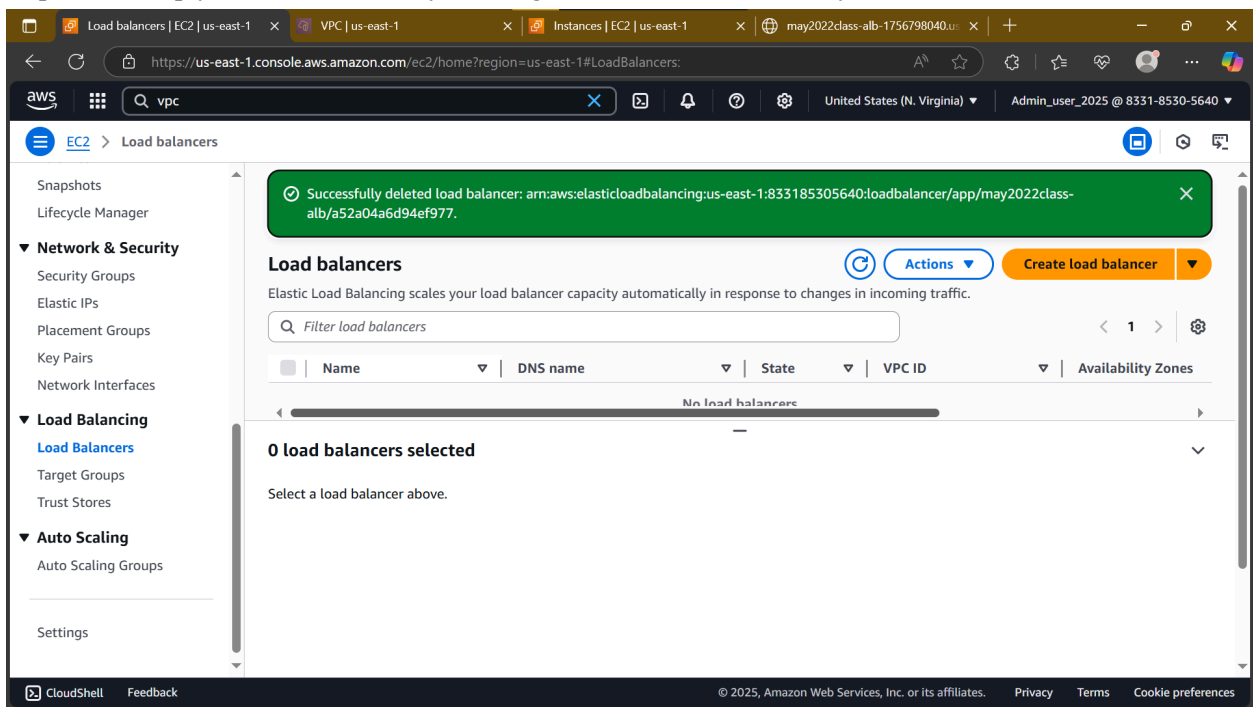 Load balancers | EC2 | us-east-1
VPC | us-east-1
Instances | EC2 | us-east-1
may2022class-alb-1756798040.us
https://us-east-1.console.aws.amazon.com/ec2/home?region=us-east-1#LoadBalancers:
aws
vpc
United States (N. Virginia)
Admin_user_2025 @ 8331-8530-5640
EC2 > Load balancers
Snapshots
Lifecycle Manager
Network & Security
Security Groups
Elastic IPs
Placement Groups
Key Pairs
Network Interfaces
Load Balancing
Load Balancers
Target Groups
Trust Stores
Auto Scaling
Auto Scaling Groups
Settings
Successfully deleted load balancer: arn:aws:elasticloadbalancing:us-east-1:833185305640:loadbalancer/app/may2022class-
alb/a52a04a6d94ef977.
Load balancers
Actions
Create load balancer
Elastic Load Balancing scales your load balancer capacity automatically in response to changes in incoming traffic.
Filter load balancers
1
Name
DNS name
State
VPC ID
Availability Zones
No load balancers
0 load balancers selected
Select a load balancer above.
CloudShell
Feedback
© 2025, Amazon Web Services, Inc. or its affiliates.
Privacy
Terms
Cookie preferences